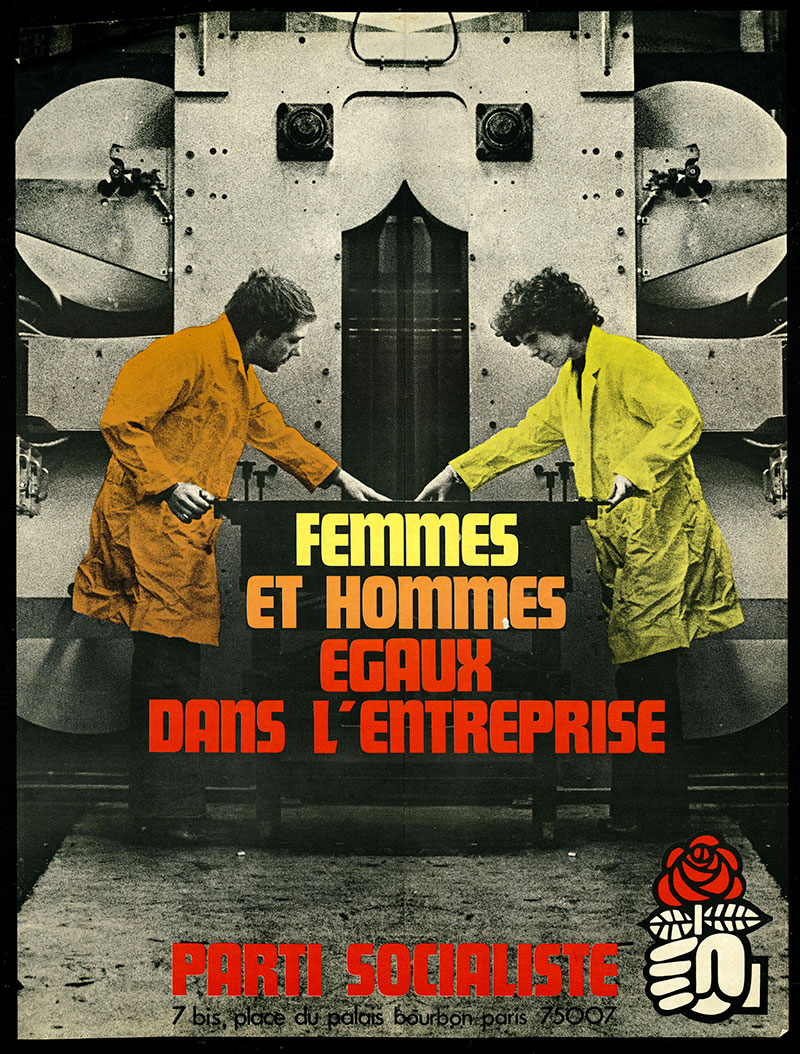 FEMMES
ET HOMMES
EGAUX
DANS L'ENTREPRISE
PARTI SOCIALISTE
7 bis, place du palais bourbon paris 75007